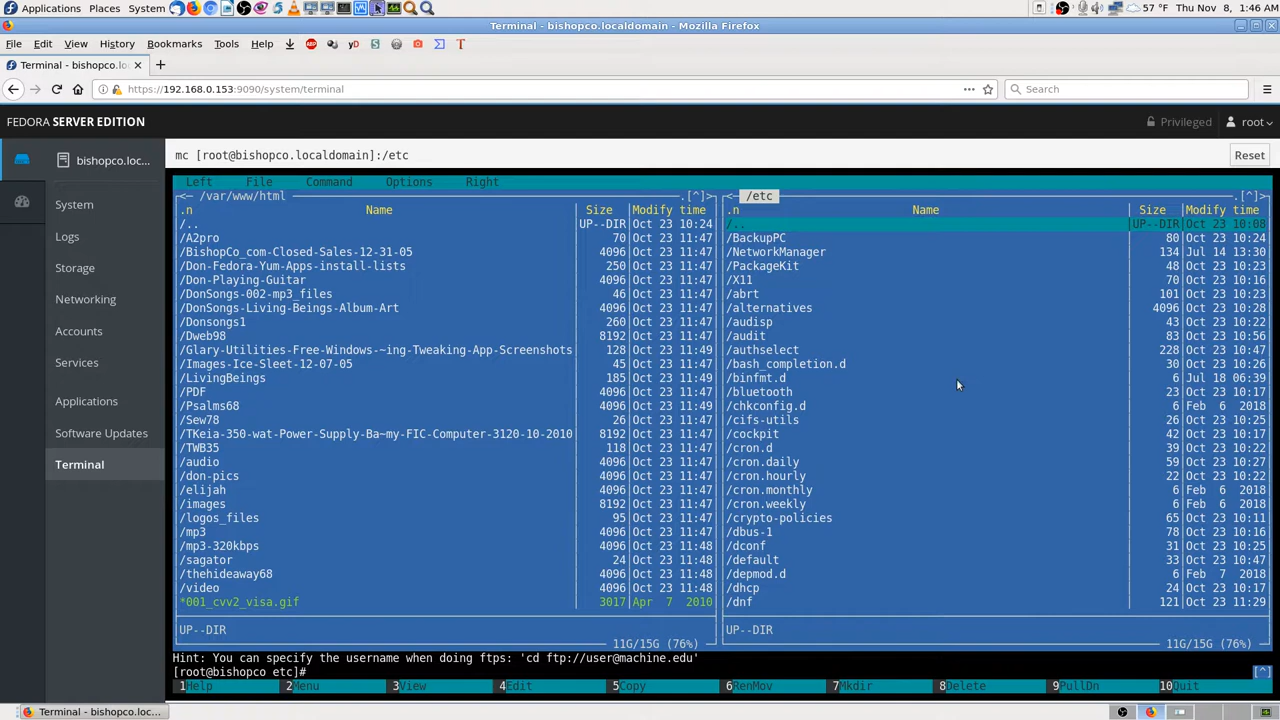 Applications Places System 57 °F Thu Nov 8, 1:46 AM
Terminal - bishopco.localdomain - Mozilla Firefox
File Edit View History Bookmarks Tools Help
Terminal - bishopco.lo
https://192.168.0.153:9090/system/terminal Search
FEDORA SERVER EDITION Privileged root
bishopco.loc...
System
Logs
Storage
Networking
Accounts
Services
Applications
Software Updates
Terminal
mc [root@bishopco.localdomain]:/etc Reset
Left File Command Options Right
<─ /var/www/html .[^]> <─ /etc .[^]>
.n Name Size Modify time .n Name Size Modify time
/.. UP--DIR Oct 23 10:24 /.. UP--DIR Oct 23 10:08
/A2pro 70 Oct 23 11:47 /BackupPC 80 Oct 23 10:24
/BishopCo_com-Closed-Sales-12-31-05 4096 Oct 23 11:47 /NetworkManager 134 Jul 14 13:30
/Don-Fedora-Yum-Apps-install-lists 250 Oct 23 11:47 /PackageKit 48 Oct 23 10:23
/Don-Playing-Guitar 4096 Oct 23 11:47 /X11 70 Oct 23 10:16
/DonSongs-002-mp3_files 46 Oct 23 11:47 /abrt 101 Oct 23 10:23
/DonSongs-Living-Beings-Album-Art 4096 Oct 23 11:47 /alternatives 4096 Oct 23 10:28
/Donsongs1 260 Oct 23 11:47 /audisp 43 Oct 23 10:22
/Dweb98 8192 Oct 23 11:47 /audit 83 Oct 23 10:56
/Glary-Utilities-Free-Windows-~ing-Tweaking-App-Screenshots 128 Oct 23 11:49 /authselect 228 Oct 23 10:47
/Images-Ice-Sleet-12-07-05 45 Oct 23 11:47 /bash_completion.d 30 Oct 23 10:26
/LivingBeings 185 Oct 23 11:49 /binfmt.d 6 Jul 18 06:39
/PDF 4096 Oct 23 11:47 /bluetooth 23 Oct 23 10:17
/Psalms68 4096 Oct 23 11:49 /chkconfig.d 6 Feb 6 2018
/Sew78 26 Oct 23 11:47 /cifs-utils 26 Oct 23 10:25
/TKeia-350-wat-Power-Supply-Ba~my-FIC-Computer-3120-10-2010 8192 Oct 23 11:47 /cockpit 42 Oct 23 10:17
/TWB35 118 Oct 23 11:47 /cron.d 39 Oct 23 10:22
/audio 4096 Oct 23 11:47 /cron.daily 59 Oct 23 10:27
/don-pics 4096 Oct 23 11:47 /cron.hourly 22 Oct 23 10:22
/elijah 4096 Oct 23 11:47 /cron.monthly 6 Feb 6 2018
/images 8192 Oct 23 11:47 /cron.weekly 6 Feb 6 2018
/logos_files 95 Oct 23 11:47 /crypto-policies 65 Oct 23 10:11
/mp3 4096 Oct 23 11:47 /dbus-1 78 Oct 23 10:16
/mp3-320kbps 4096 Oct 23 11:48 /dconf 31 Oct 23 10:25
/sagator 24 Oct 23 11:48 /default 33 Oct 23 10:47
/thehideaway68 4096 Oct 23 11:48 /depmod.d 6 Feb 7 2018
/video 4096 Oct 23 11:48 /dhcp 24 Oct 23 10:17
*001_cvv2_visa.gif 3017 Apr 7 2010 /dnf 121 Oct 23 11:29
UP--DIR UP--DIR
11G/15G (76%) 11G/15G (76%)
Hint: You can specify the username when doing ftps: 'cd ftp://user@machine.edu'
[root@bishopco etc]# [^]
1Help 2Menu 3View 4Edit 5Copy 6RenMov 7Mkdir 8Delete 9PullDn 10Quit
Terminal - bishopco.loc...